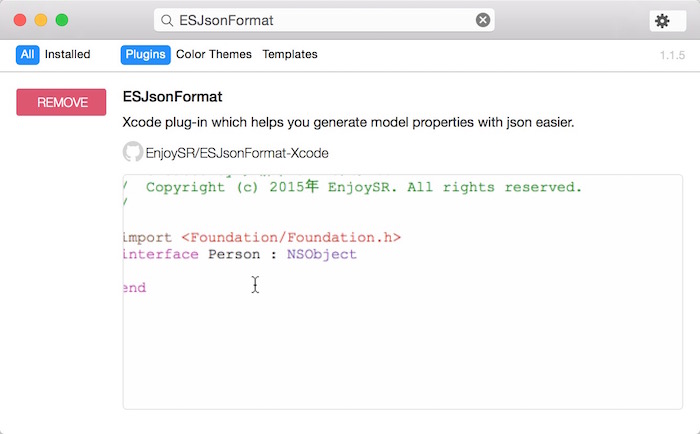 ESJsonFormat
All Installed Plugins Color Themes Templates 1.1.5
REMOVE
ESJsonFormat
Xcode plug-in which helps you generate model properties with json easier.
EnjoySR/ESJsonFormat-Xcode
/  Copyright (c) 2015年 EnjoySR. All rights reserved.
/
import <Foundation/Foundation.h>
interface Person : NSObject
end